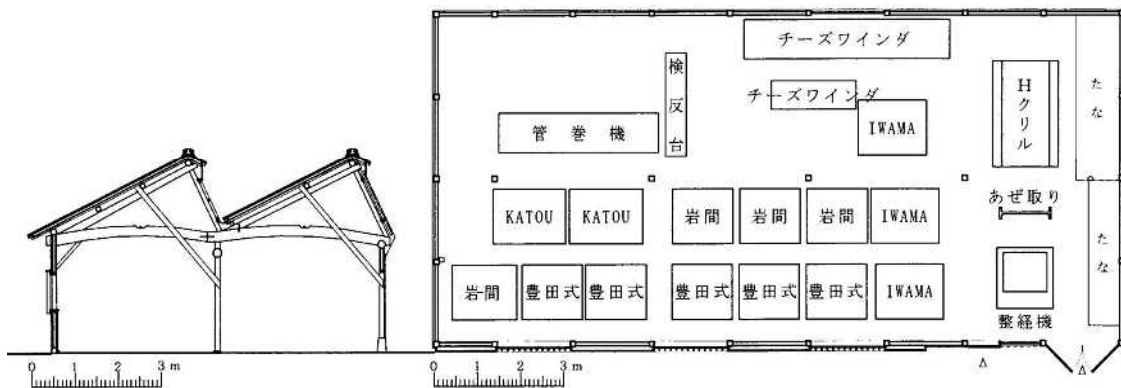 チーズワインダ
検反台
チーズワインダ
Hクリル
たな
管巻機
IWAMA
あぜ取り
KATOU KATOU 岩間 岩間 岩間 IWAMA
たな
岩間 豊田式 豊田式 豊田式 豊田式 豊田式 IWAMA
整経機
0 1 2 3 m
0 1 2 3 m